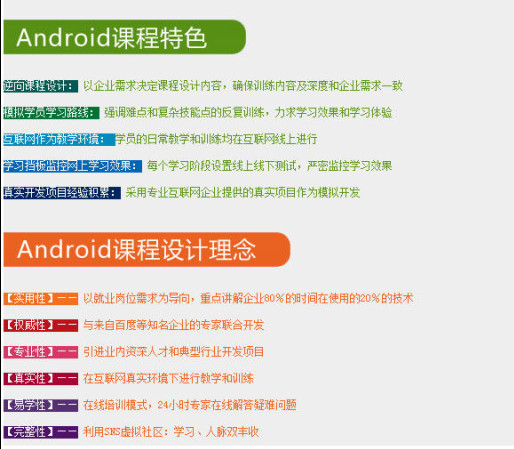 Android课程特色
逆向课程设计： 以企业需求决定课程设计内容，确保训练内容及深度和企业需求一致
模拟学员学习路线： 强调难点和复杂技能点的反复训练，力求学习效果和学习体验
互联网作为教学环境： 学员的日常教学和训练均在互联网线上进行
学习挡板监控网上学习效果： 每个学习阶段设置线上线下测试，严密监控学习效果
真实开发项目经验积累： 采用专业互联网企业提供的真实项目作为模拟开发
Android课程设计理念
【实用性】—— 以就业岗位需求为导向，重点讲解企业80%的时间在使用的20%的技术
【权威性】—— 与来自百度等知名企业的专家联合开发
【专业性】—— 引进业内资深人才和典型行业开发项目
【真实性】—— 在互联网真实环境下进行教学和训练
【易学性】—— 在线培训模式，24小时专家在线解答疑难问题
【完整性】—— 利用SNS虚拟社区：学习、人脉双丰收